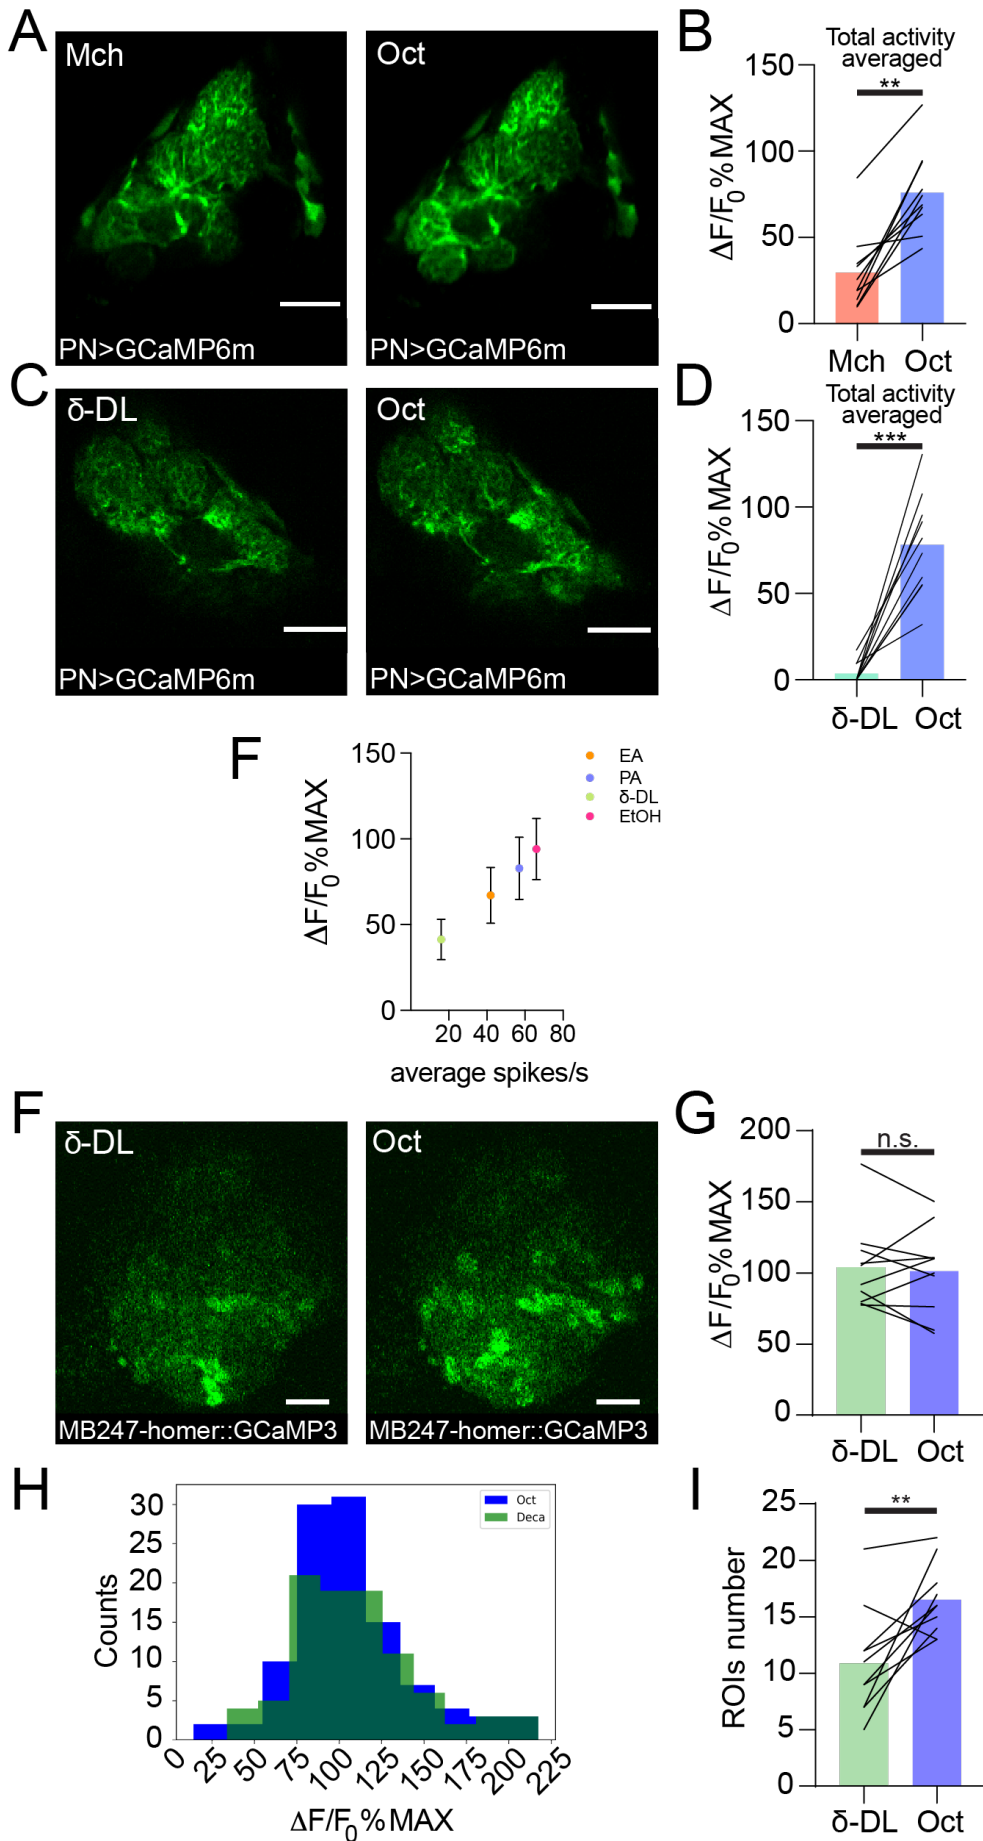 A
Mch
PN>GCaMP6m
Oct
PN>GCaMP6m
B
Total activity
averaged
**
150
100
50
0
ΔF/F0%MAX
Mch Oct
C
δ-DL
PN>GCaMP6m
Oct
PN>GCaMP6m
D
Total activity
averaged
***
150
100
50
0
ΔF/F0%MAX
δ-DL Oct
F
150
100
50
0
ΔF/F0%MAX
20 40 60 80
average spikes/s
EA
PA
δ-DL
EtOH
F
δ-DL
MB247-homer::GCaMP3
Oct
MB247-homer::GCaMP3
G
n.s.
200
150
100
50
0
ΔF/F0%MAX
δ-DL Oct
H
Oct
Deca
30
25
20
15
10
5
0
Counts
0 25 50 75 100 125 150 175 200 225
ΔF/F0%MAX
I
**
25
20
15
10
5
0
ROIs number
δ-DL Oct